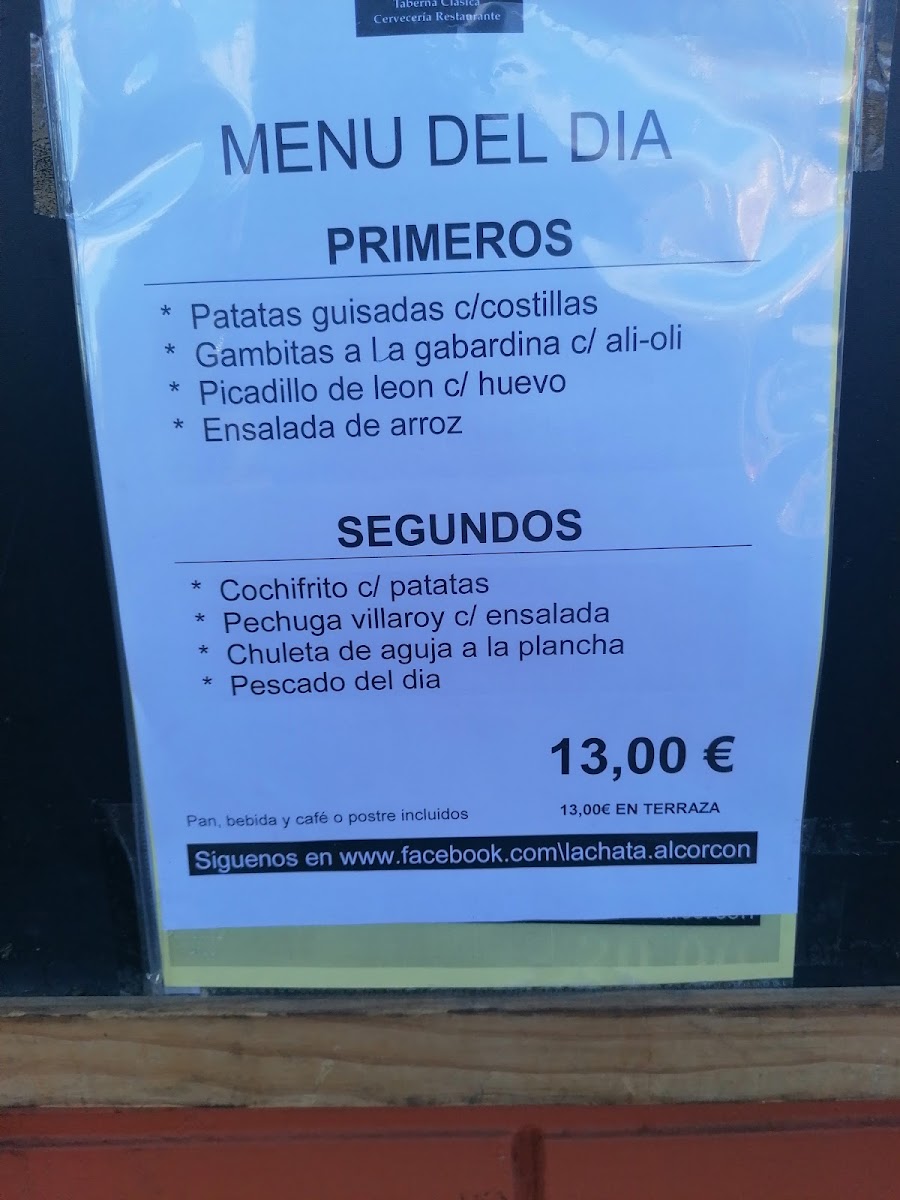 Taberna Clásica
Cervecería Restaurante
MENU DEL DIA
PRIMEROS
* Patatas guisadas c/costillas
* Gambitas a La gabardina c/ ali-oli
* Picadillo de leon c/ huevo
* Ensalada de arroz
SEGUNDOS
* Cochifrito c/ patatas
* Pechuga villaroy c/ ensalada
* Chuleta de aguja a la plancha
* Pescado del dia
13,00 €
Pan, bebida y café o postre incluidos
13,00€ EN TERRAZA
Síguenos en www.facebook.com\lachata.alcorcon